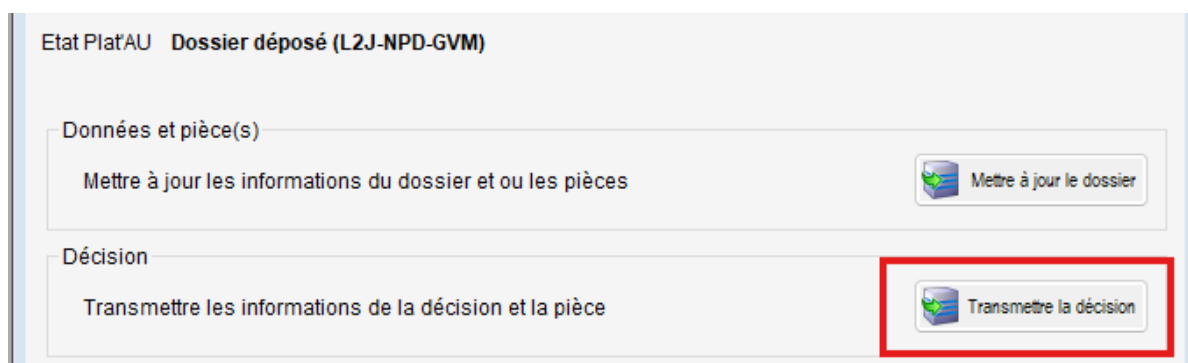 Etat Plat'AU Dossier déposé (L2J-NPD-GVM)
Données et pièce(s)
Mettre à jour les informations du dossier et ou les pièces
Mettre à jour le dossier
Décision
Transmettre les informations de la décision et la pièce
Transmettre la décision